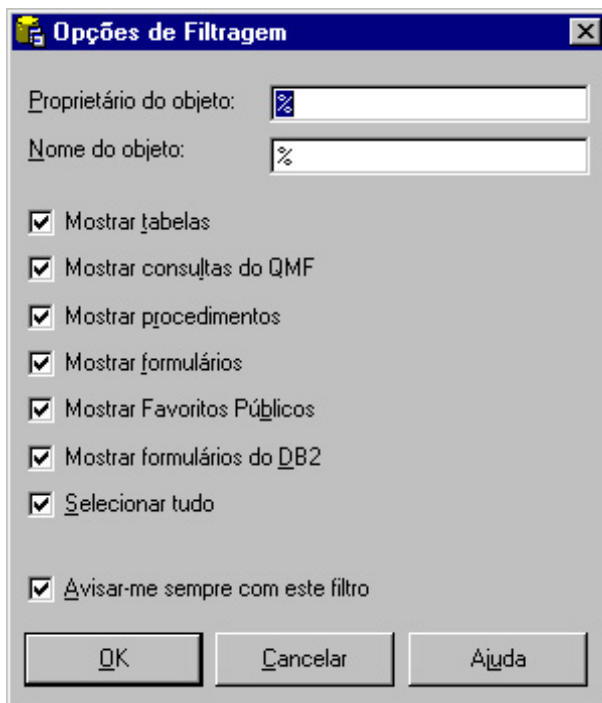 Opções de Filtragem
Proprietário do objeto: %
Nome do objeto: %
Mostrar tabelas
Mostrar consultas do QMF
Mostrar procedimentos
Mostrar formulários
Mostrar Favoritos Públicos
Mostrar formulários do DB2
Selecionar tudo
Avisar-me sempre com este filtro
OK Cancelar Ajuda